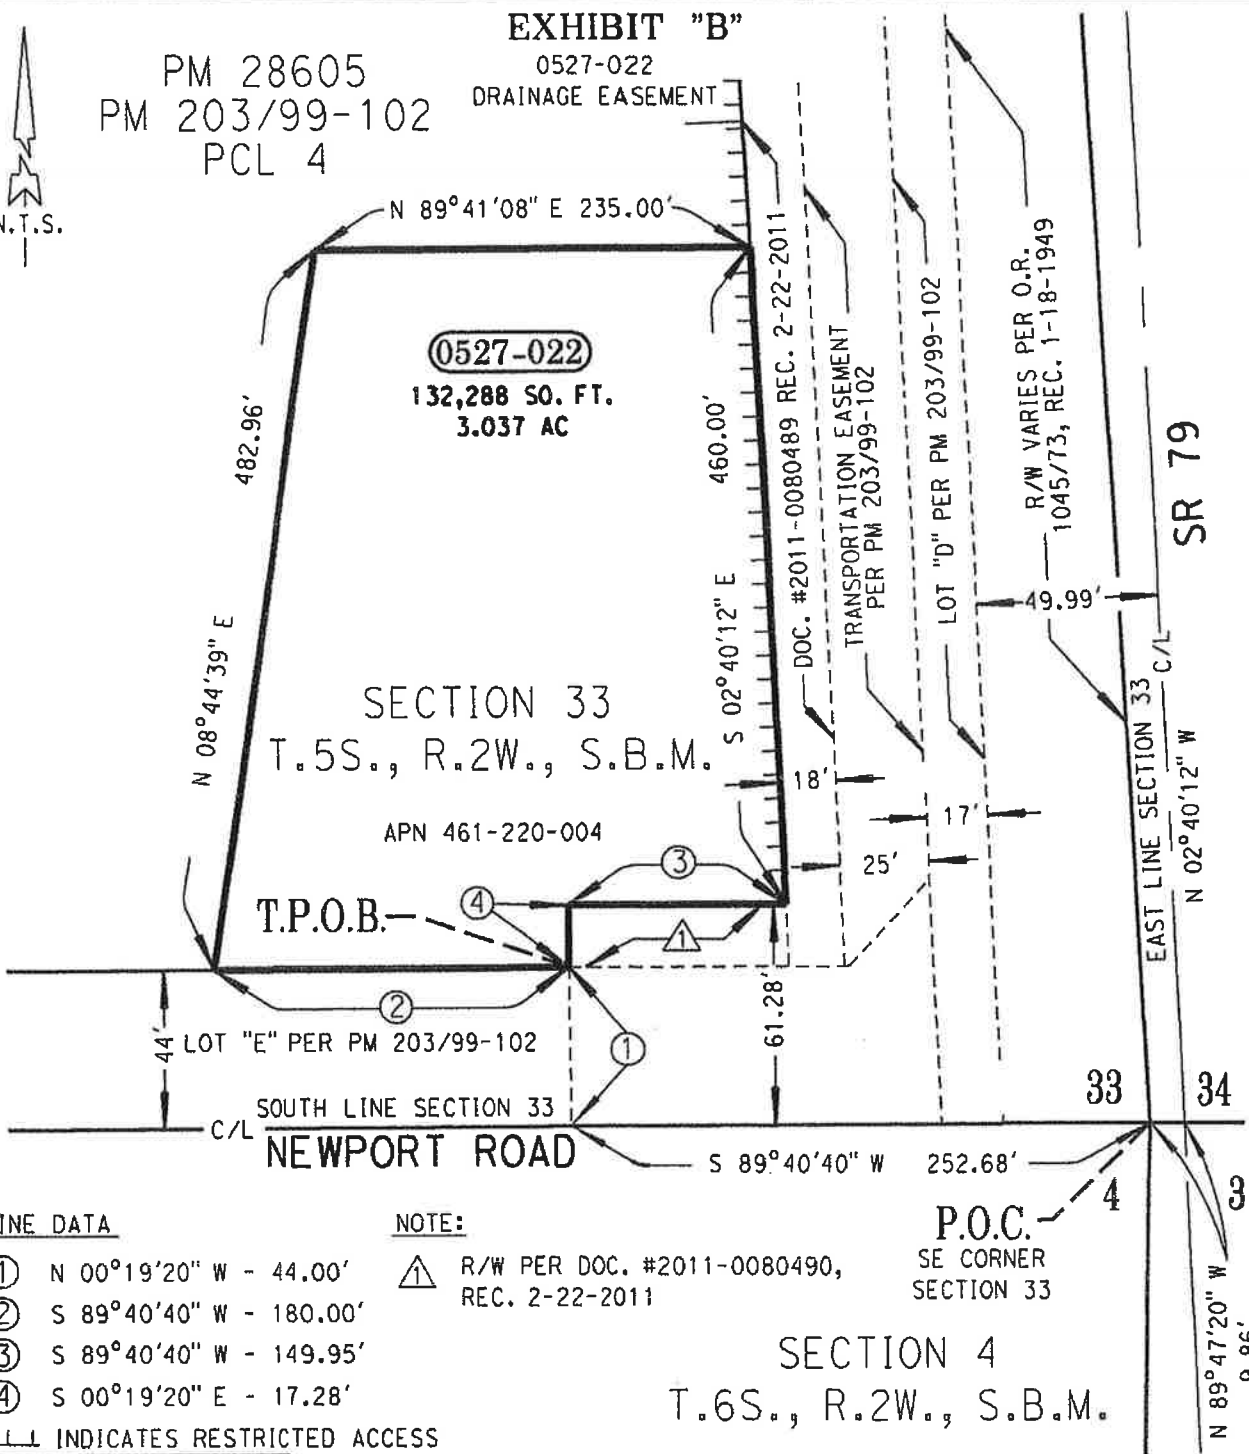 EXHIBIT "B"
0527-022
DRAINAGE EASEMENT
PM 28605
PM 203/99-102
PCL 4
N
N.T.S.
N 89°41'08" E 235.00'
0527-022
132,288 SQ. FT.
3.037 AC
482.96'
N 08°44'39" E
460.00'
S 02°40'12" E
DOC. #2011-0080489 REC. 2-22-2011
TRANSPORTATION EASEMENT
PER PM 203/99-102
LOT "D" PER PM 203/99-102
R/W VARIES PER O.R.
1045/73, REC. 1-18-1949
SR 79
49.99'
SECTION 33
T.5S., R.2W., S.B.M.
APN 461-220-004
18'
17'
25'
EAST LINE SECTION 33
C/L
N 02°40'12" W
3
4
1
T.P.O.B.
2
1
61.28'
44'
LOT "E" PER PM 203/99-102
SOUTH LINE SECTION 33
C/L
NEWPORT ROAD
33
34
S 89°40'40" W 252.68'
4
3
P.O.C.
SE CORNER
SECTION 33
N 89°47'20" W
9.86'
LINE DATA
1 N 00°19'20" W - 44.00'
2 S 89°40'40" W - 180.00'
3 S 89°40'40" W - 149.95'
4 S 00°19'20" E - 17.28'
INDICATES RESTRICTED ACCESS
NOTE:
1 R/W PER DOC. #2011-0080490,
REC. 2-22-2011
SECTION 4
T.6S., R.2W., S.B.M.